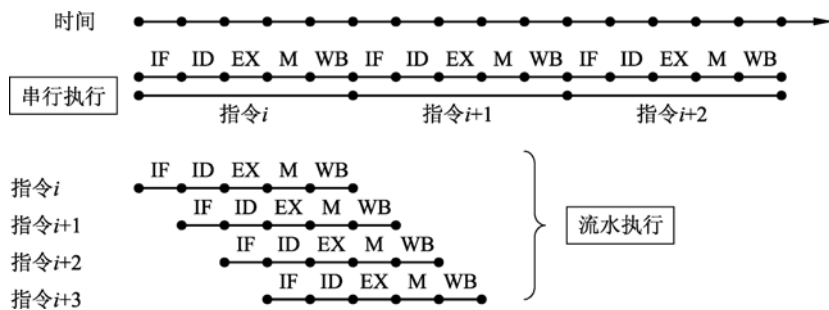 时间
IF ID EX M WB IF ID EX M WB IF ID EX M WB
串行执行
指令i 指令i+1 指令i+2
IF ID EX M WB
指令i
IF ID EX M WB
指令i+1
流水执行
IF ID EX M WB
指令i+2
IF ID EX M WB
指令i+3